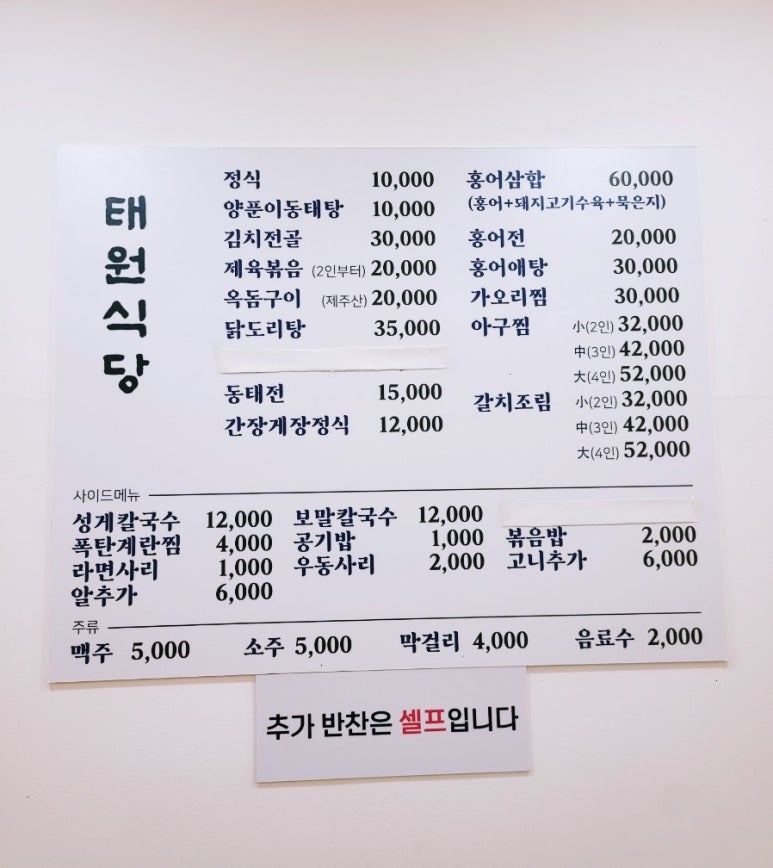 태원식당
정식 10,000
양푼이동태탕 10,000
김치전골 30,000
제육볶음 (2인부터) 20,000
옥돔구이 (제주산) 20,000
닭도리탕 35,000
동태전 15,000
간장게장정식 12,000
홍어삼합 60,000
(홍어+돼지고기수육+묵은지)
홍어전 20,000
홍어애탕 30,000
가오리찜 30,000
아구찜 小(2인) 32,000
中(3인) 42,000
大(4인) 52,000
갈치조림 小(2인) 32,000
中(3인) 42,000
大(4인) 52,000
사이드메뉴
성게칼국수 12,000 보말칼국수 12,000
폭탄계란찜 4,000 공기밥 1,000 볶음밥 2,000
라면사리 1,000 우동사리 2,000 고니추가 6,000
알추가 6,000
주류
맥주 5,000 소주 5,000 막걸리 4,000 음료수 2,000
추가 반찬은 셀프입니다